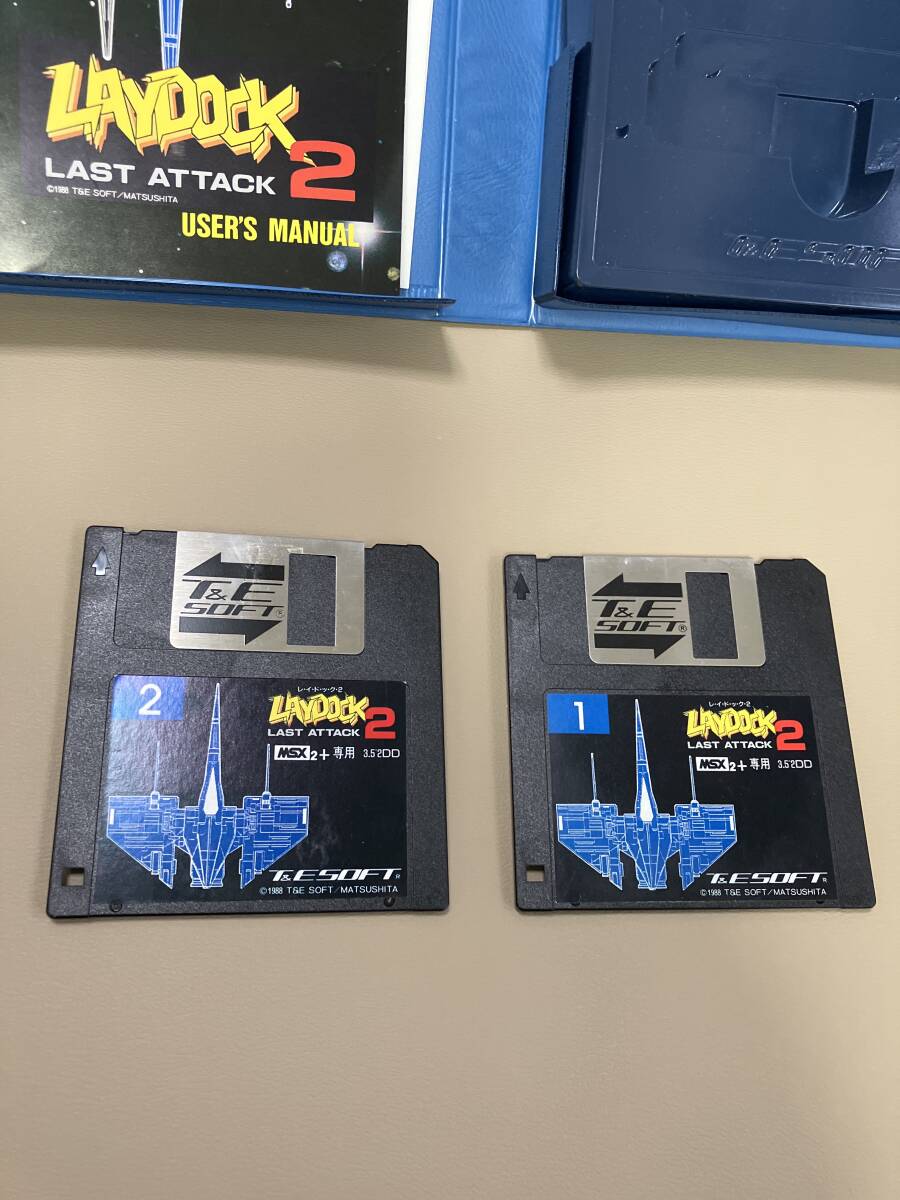 LAYDOCK
LAST ATTACK 2
©1988 T&E SOFT/MATSUSHITA
USER'S MANUAL
T&E
SOFT®
2
レ・イ・ド・ッ・ク・2
LAYDOCK
LAST ATTACK 2
MSX 2+ 専用 3.5"2DD
T&E SOFT®
©1988 T&E SOFT/MATSUSHITA
T&E
SOFT®
1
レ・イ・ド・ッ・ク・2
LAYDOCK
LAST ATTACK 2
MSX 2+ 専用 3.5"2DD
T&E SOFT®
©1988 T&E SOFT/MATSUSHITA